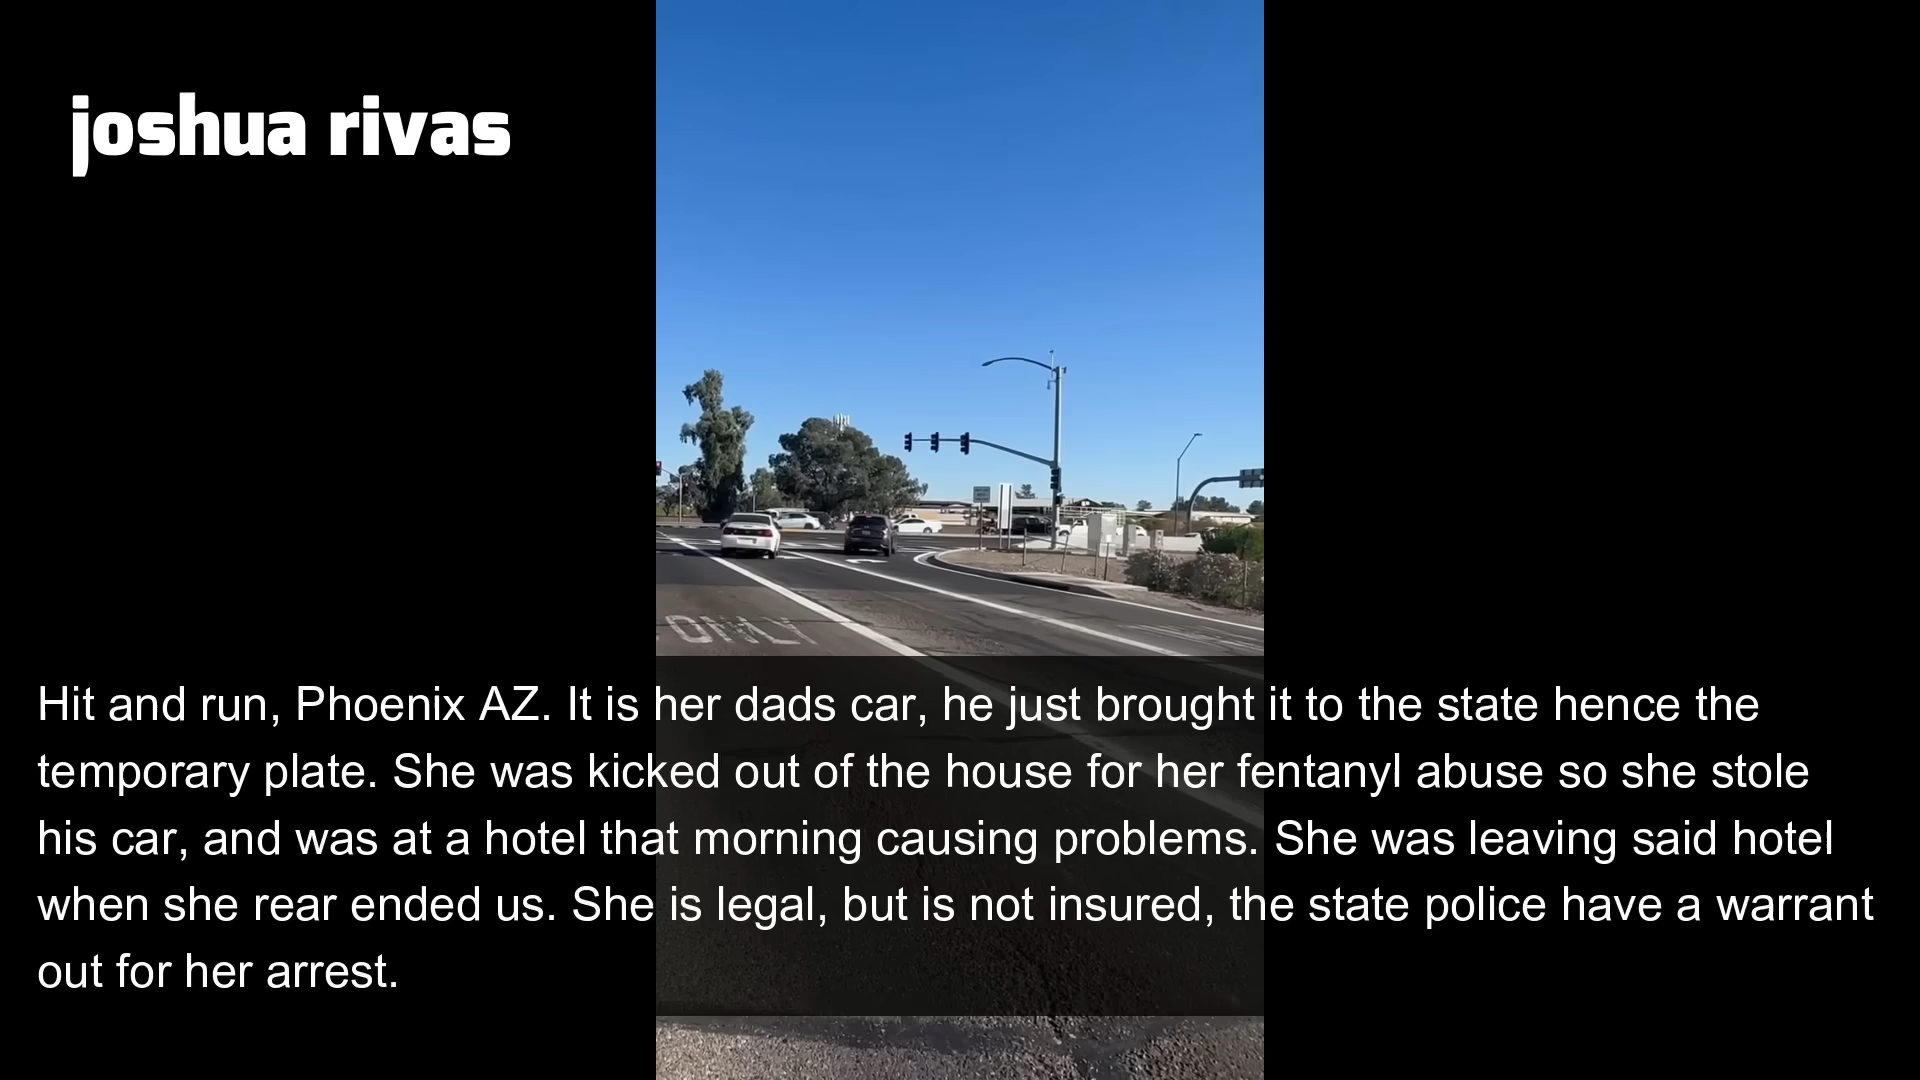 joshua rivas
ONLY
Hit and run, Phoenix AZ. It is her dads car, he just brought it to the state hence the
temporary plate. She was kicked out of the house for her fentanyl abuse so she stole
his car, and was at a hotel that morning causing problems. She was leaving said hotel
when she rear ended us. She is legal, but is not insured, the state police have a warrant
out for her arrest.